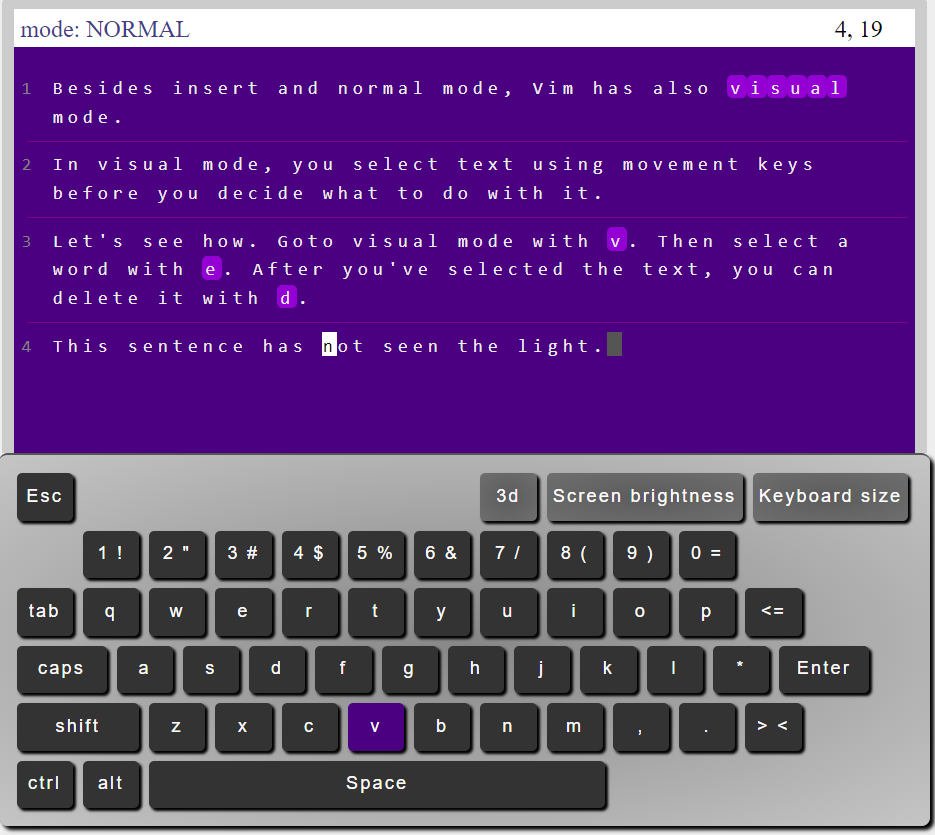 mode: NORMAL 4, 19
1 Besides insert and normal mode, Vim has also visual
mode.
2 In visual mode, you select text using movement keys
before you decide what to do with it.
3 Let's see how. Goto visual mode with v. Then select a
word with e. After you've selected the text, you can
delete it with d.
4 This sentence has not seen the light.
Esc 3d Screen brightness Keyboard size
1 ! 2 " 3 # 4 $ 5 % 6 & 7 / 8 ( 9 ) 0 =
tab q w e r t y u i o p <=
caps a s d f g h j k l * Enter
shift z x c v b n m , . > <
ctrl alt Space